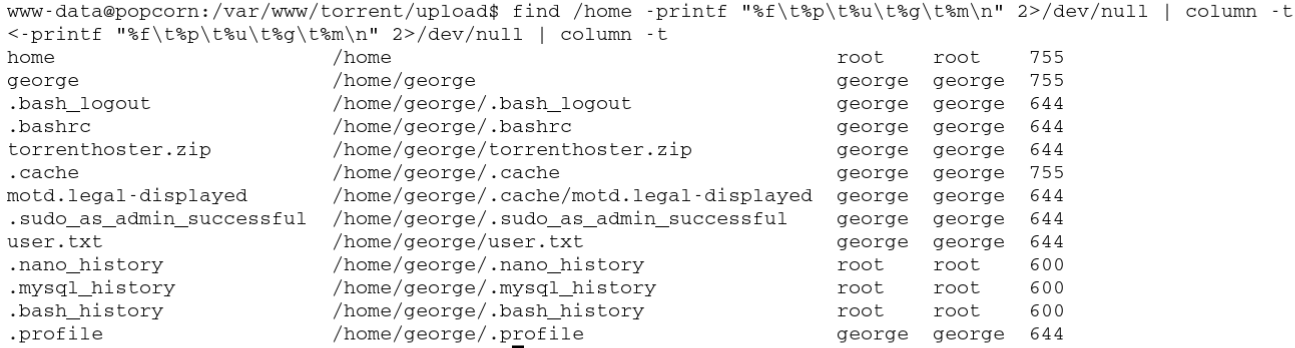 www-data@popcorn:/var/www/torrent/upload$ find /home -printf "%f\t%p\t%u\t%g\t%m\n" 2>/dev/null | column -t
<-printf "%f\t%p\t%u\t%g\t%m\n" 2>/dev/null | column -t
home                      /home                                     root    root    755
george                    /home/george                              george  george  755
.bash_logout              /home/george/.bash_logout                 george  george  644
.bashrc                   /home/george/.bashrc                      george  george  644
torrenthoster.zip         /home/george/torrenthoster.zip            george  george  644
.cache                    /home/george/.cache                       george  george  755
motd.legal-displayed      /home/george/.cache/motd.legal-displayed  george  george  644
.sudo_as_admin_successful  /home/george/.sudo_as_admin_successful    george  george  644
user.txt                  /home/george/user.txt                     george  george  644
.nano_history             /home/george/.nano_history                root    root    600
.mysql_history            /home/george/.mysql_history               root    root    600
.bash_history             /home/george/.bash_history                root    root    600
.profile                  /home/george/.profile                     george  george  644